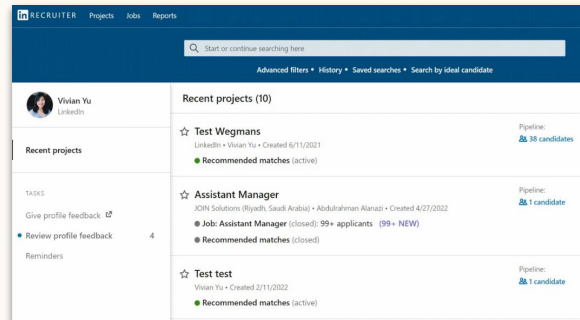 in RECRUITER Projects Jobs Reports
Start or continue searching here
Advanced filters • History • Saved searches • Search by ideal candidate
Vivian Yu
LinkedIn
Recent projects
TASKS
Give profile feedback
Review profile feedback 4
Reminders
Recent projects (10)
Test Wegmans
LinkedIn • Vivian Yu • Created 6/11/2021
Recommended matches (active)
Pipeline:
38 candidates
Assistant Manager
JOIN Solutions (Riyadh, Saudi Arabia) • Abdulrahman Alanazi • Created 4/27/2022
Job: Assistant Manager (closed): 99+ applicants (99+ NEW)
Recommended matches (closed)
Pipeline:
1 candidate
Test test
Vivian Yu • Created 2/11/2022
Recommended matches (active)
Pipeline:
1 candidate